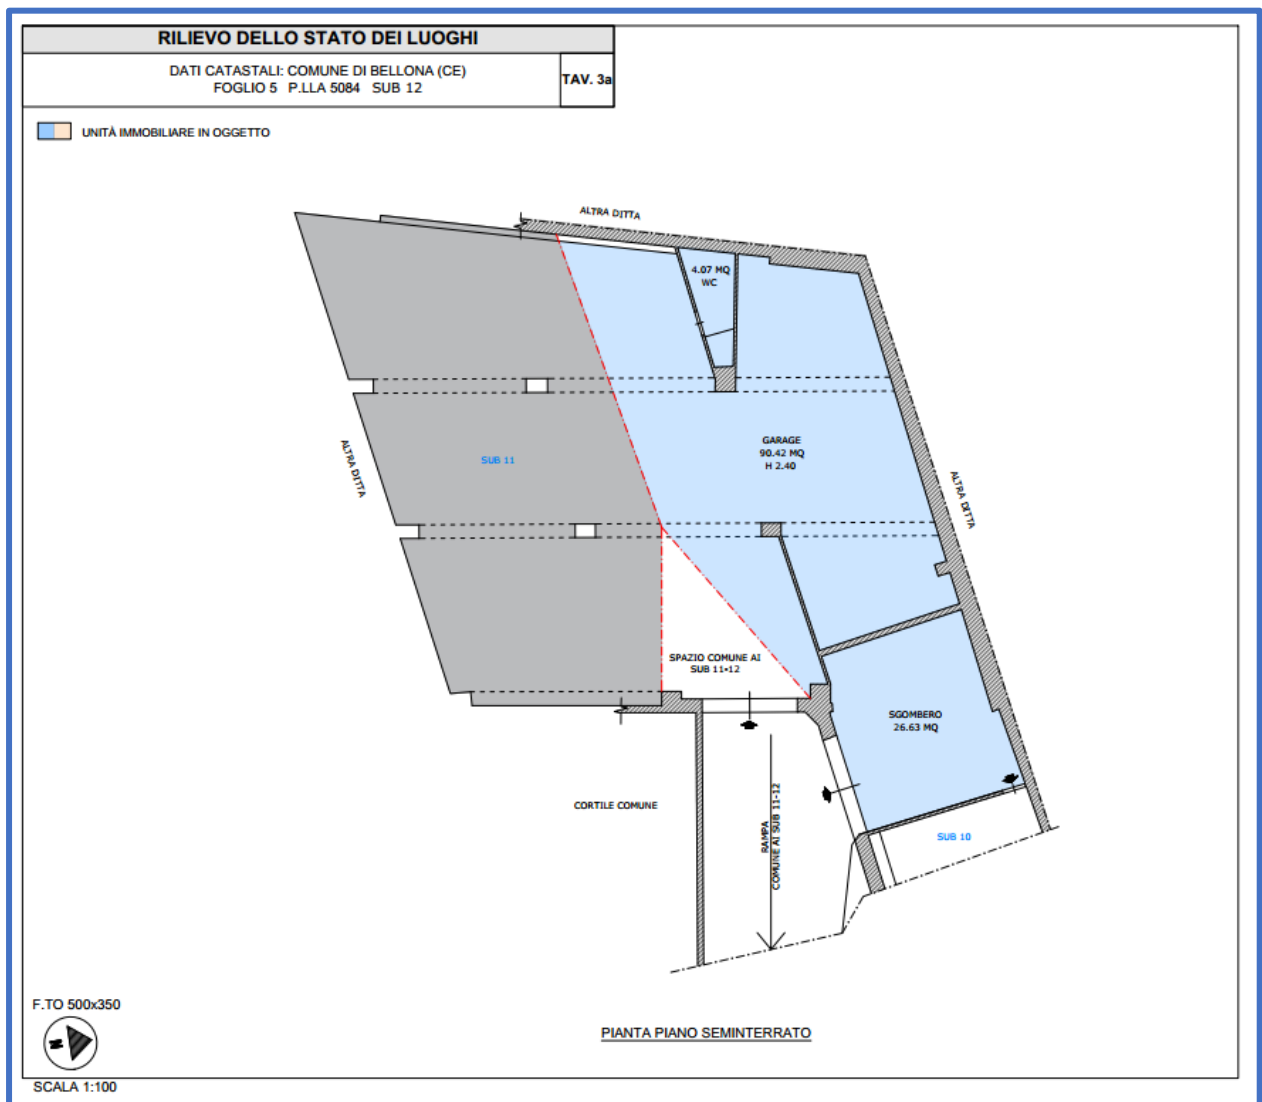 RILIEVO DELLO STATO DEI LUOGHI
DATI CATASTALI: COMUNE DI BELLONA (CE)
FOGLIO 5 P.LLA 5084 SUB 12
TAV. 3a
UNITÀ IMMOBILIARE IN OGGETTO
ALTRA DITTA
4.07 MQ
WC
GARAGE
90.42 MQ
H 2.40
SUB 11
ALTRA DITTA
ALTRA DITTA
SPAZIO COMUNE AI
SUB 11-12
SGOMBERO
26.63 MQ
CORTILE COMUNE
RAMPA
COMUNE AI SUB 11-12
SUB 10
F.TO 500x350
N
PIANTA PIANO SEMINTERRATO
SCALA 1:100